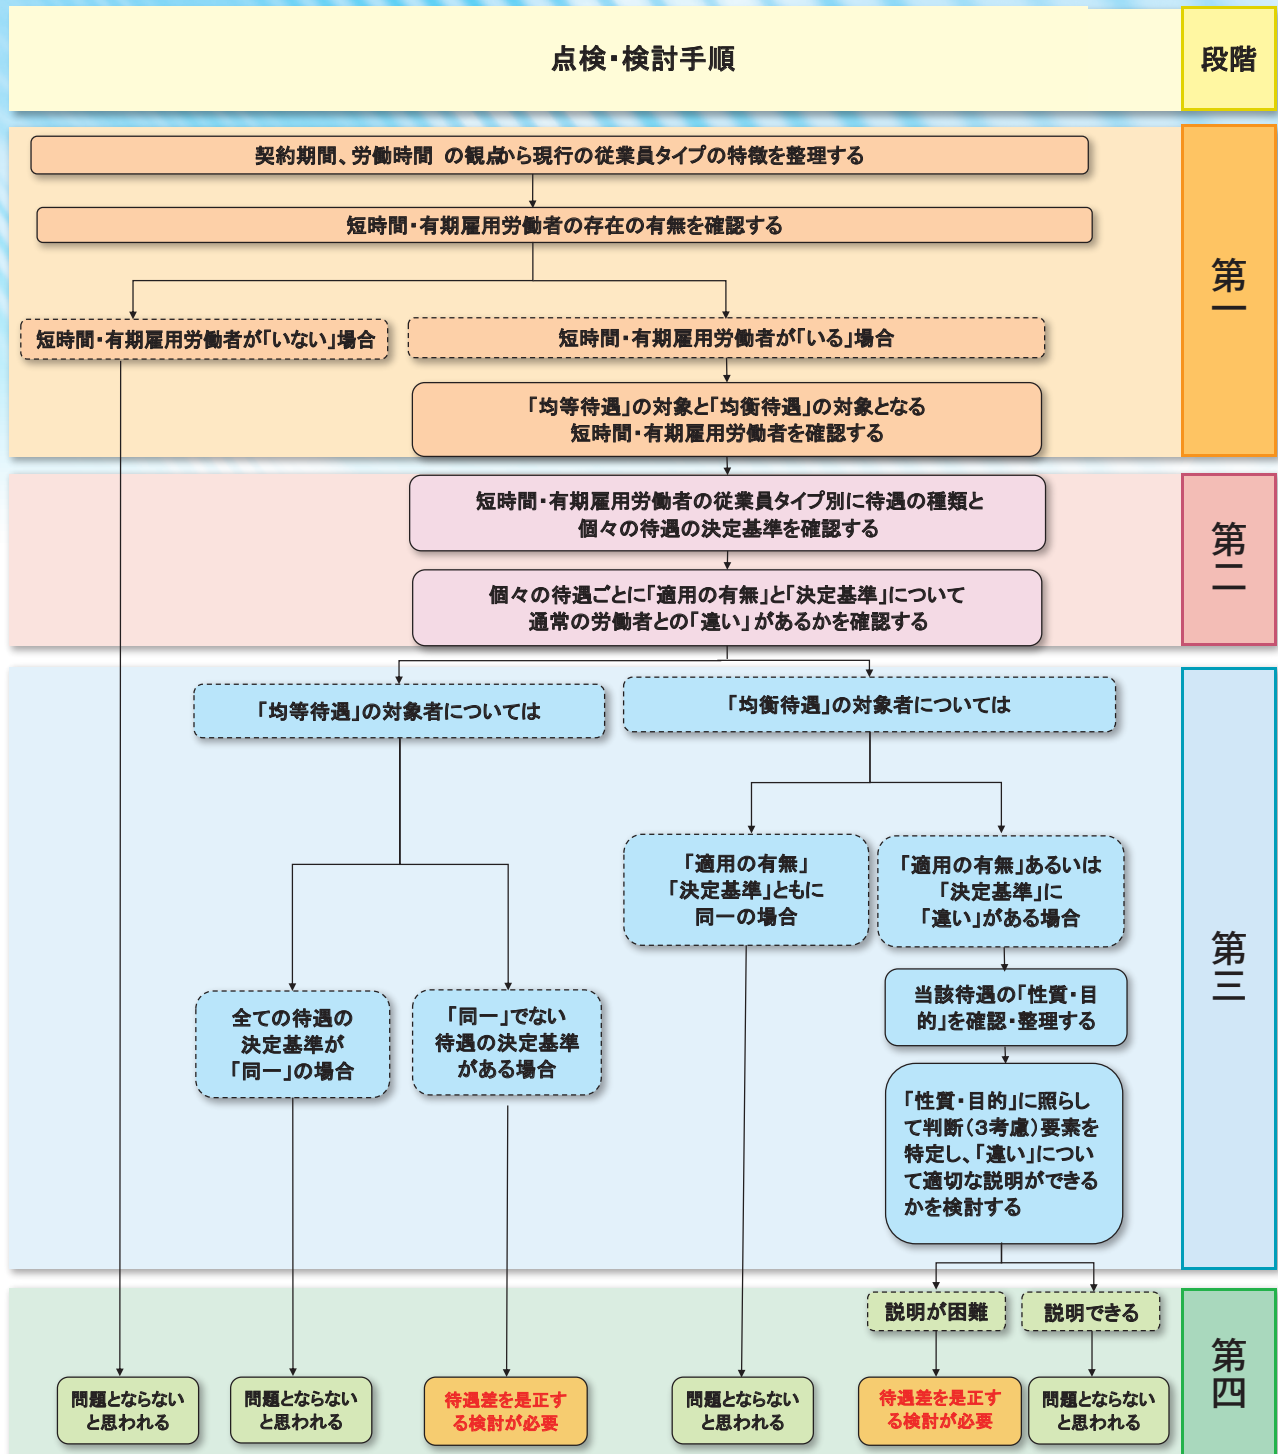 点検・検討手順
段階
契約期間、労働時間 の観点から現行の従業員タイプの特徴を整理する
短時間・有期雇用労働者の存在の有無を確認する
第一
短時間・有期雇用労働者が「いない」場合
短時間・有期雇用労働者が「いる」場合
「均等待遇」の対象と「均衡待遇」の対象となる
短時間・有期雇用労働者を確認する
短時間・有期雇用労働者の従業員タイプ別に待遇の種類と
個々の待遇の決定基準を確認する
第二
個々の待遇ごとに「適用の有無」と「決定基準」について
通常の労働者との「違い」があるかを確認する
「均等待遇」の対象者については
「均衡待遇」の対象者については
「適用の有無」
「決定基準」ともに
同一の場合
「適用の有無」あるいは
「決定基準」に
「違い」がある場合
第三
当該待遇の「性質・目
的」を確認・整理する
全ての待遇の
決定基準が
「同一」の場合
「同一」でない
待遇の決定基準
がある場合
「性質・目的」に照らし
て判断（３考慮）要素を
特定し、「違い」につい
て適切な説明ができる
かを検討する
説明が困難
説明できる
第四
問題とならない
と思われる
問題とならない
と思われる
待遇差を是正す
る検討が必要
問題とならない
と思われる
待遇差を是正す
る検討が必要
問題とならない
と思われる